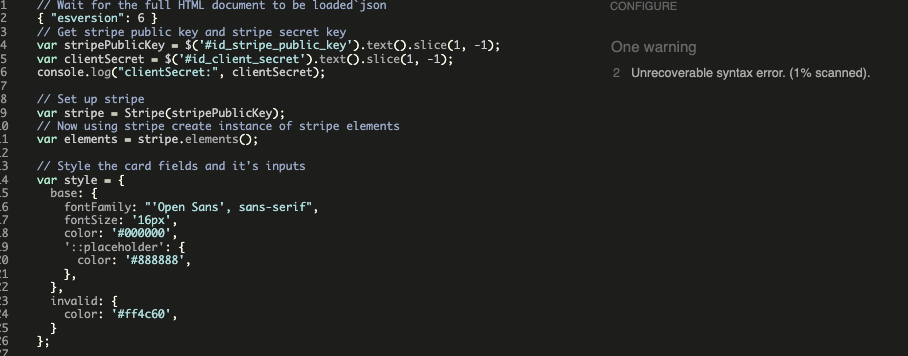 1 // Wait for the full HTML document to be loaded`json
2 { "esversion": 6 }
3 // Get stripe public key and stripe secret key
4 var stripePublicKey = $('#id_stripe_public_key').text().slice(1, -1);
5 var clientSecret = $('#id_client_secret').text().slice(1, -1);
6 console.log("clientSecret:", clientSecret);
7
8 // Set up stripe
9 var stripe = Stripe(stripePublicKey);
10 // Now using stripe create instance of stripe elements
11 var elements = stripe.elements();
12
13 // Style the card fields and it's inputs
14 var style = {
15 base: {
16 fontFamily: "'Open Sans', sans-serif",
17 fontSize: '16px',
18 color: '#000000',
19 '::placeholder': {
20 color: '#888888',
21 },
22 },
23 invalid: {
24 color: '#ff4c60',
25 }
26 };
27
CONFIGURE
One warning
2 Unrecoverable syntax error. (1% scanned).